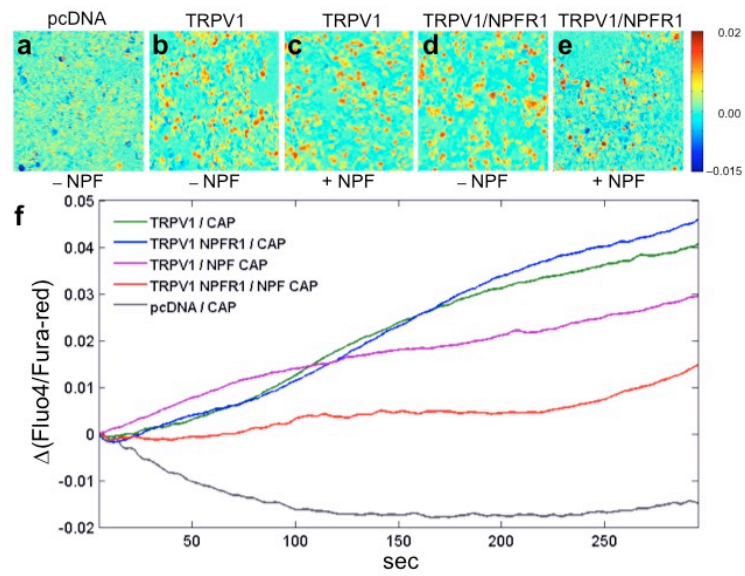 pcDNA TRPV1 TRPV1 TRPV1/NPFR1 TRPV1/NPFR1
a b c d e
0.02
0.00
-0.015
– NPF – NPF + NPF – NPF + NPF
f
0.05
0.04
0.03
0.02
0.01
0
-0.01
-0.02
Δ(Fluo4/Fura-red)
TRPV1 / CAP
TRPV1 NPFR1 / CAP
TRPV1 / NPF CAP
TRPV1 NPFR1 / NPF CAP
pcDNA / CAP
50 100 150 200 250
sec